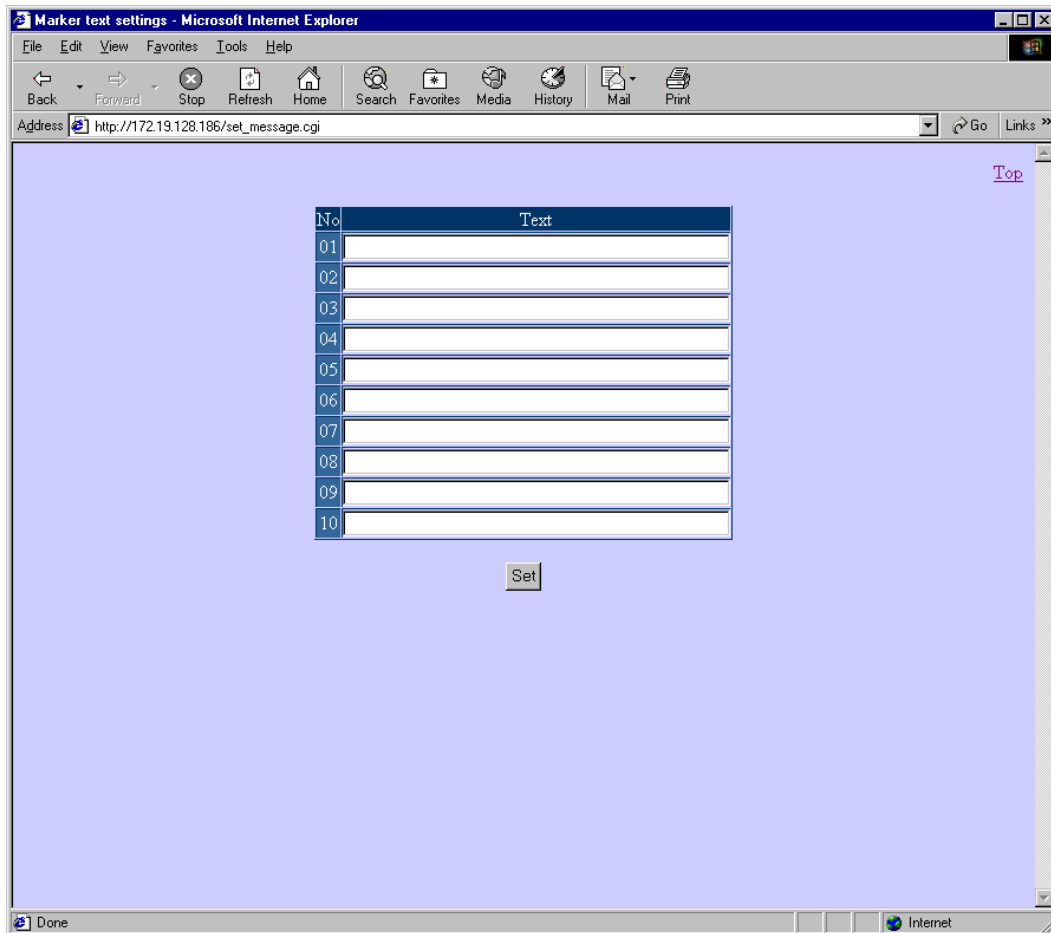 Marker text settings - Microsoft Internet Explorer
File Edit View Favorites Tools Help
Back Forward Stop Refresh Home Search Favorites Media History Mail Print
Address http://172.19.128.186/set_message.cgi Go Links »
Top
No Text
01
02
03
04
05
06
07
08
09
10
Set
Done Internet